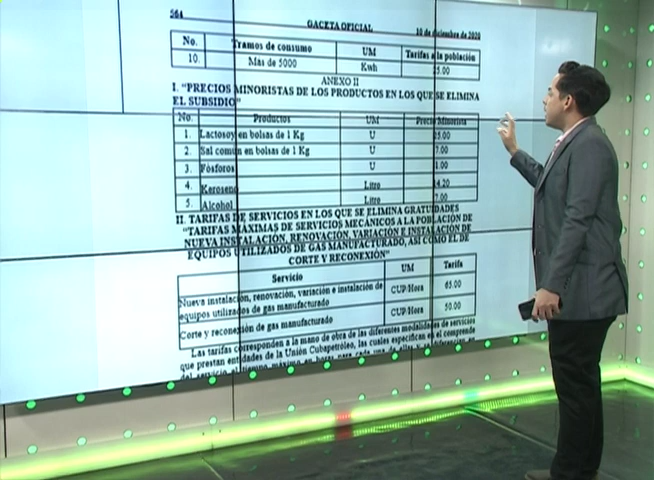 564 GACETA OFICIAL 10 de diciembre de 2020
No. Tramos de consumo UM Tarifas a la población
10. Más de 5000 Kwh 5.00
ANEXO II
I. "PRECIOS MINORISTAS DE LOS PRODUCTOS EN LOS QUE SE ELIMINA
EL SUBSIDIO"
No. Productos UM Precio Minorista
1. Lactosoy en bolsas de 1 Kg U 25.00
2. Sal común en bolsas de 1 Kg U 7.00
3. Fósforos U 1.00
4. Keroseno Litro 14.20
5. Alcohol Litro 7.00
II. TARIFAS DE SERVICIOS EN LOS QUE SE ELIMINA GRATUIDADES
"TARIFAS MÁXIMAS DE SERVICIOS MECÁNICOS A LA POBLACIÓN DE
NUEVA INSTALACIÓN, RENOVACIÓN, VARIACIÓN E INSTALACIÓN DE
EQUIPOS UTILIZADOS DE GAS MANUFACTURADO, ASÍ COMO EL DE
CORTE Y RECONEXIÓN"
Servicio UM Tarifa
Nueva instalación, renovación, variación e instalación de
equipos utilizados de gas manufacturado CUP/Hora 65.00
Corte y reconexión de gas manufacturado CUP/Hora 50.00
Las tarifas corresponden a la mano de obra de las diferentes modalidades de servicios
que prestan entidades de la Unión Cubapetróleo, las cuales especifican en el comprende